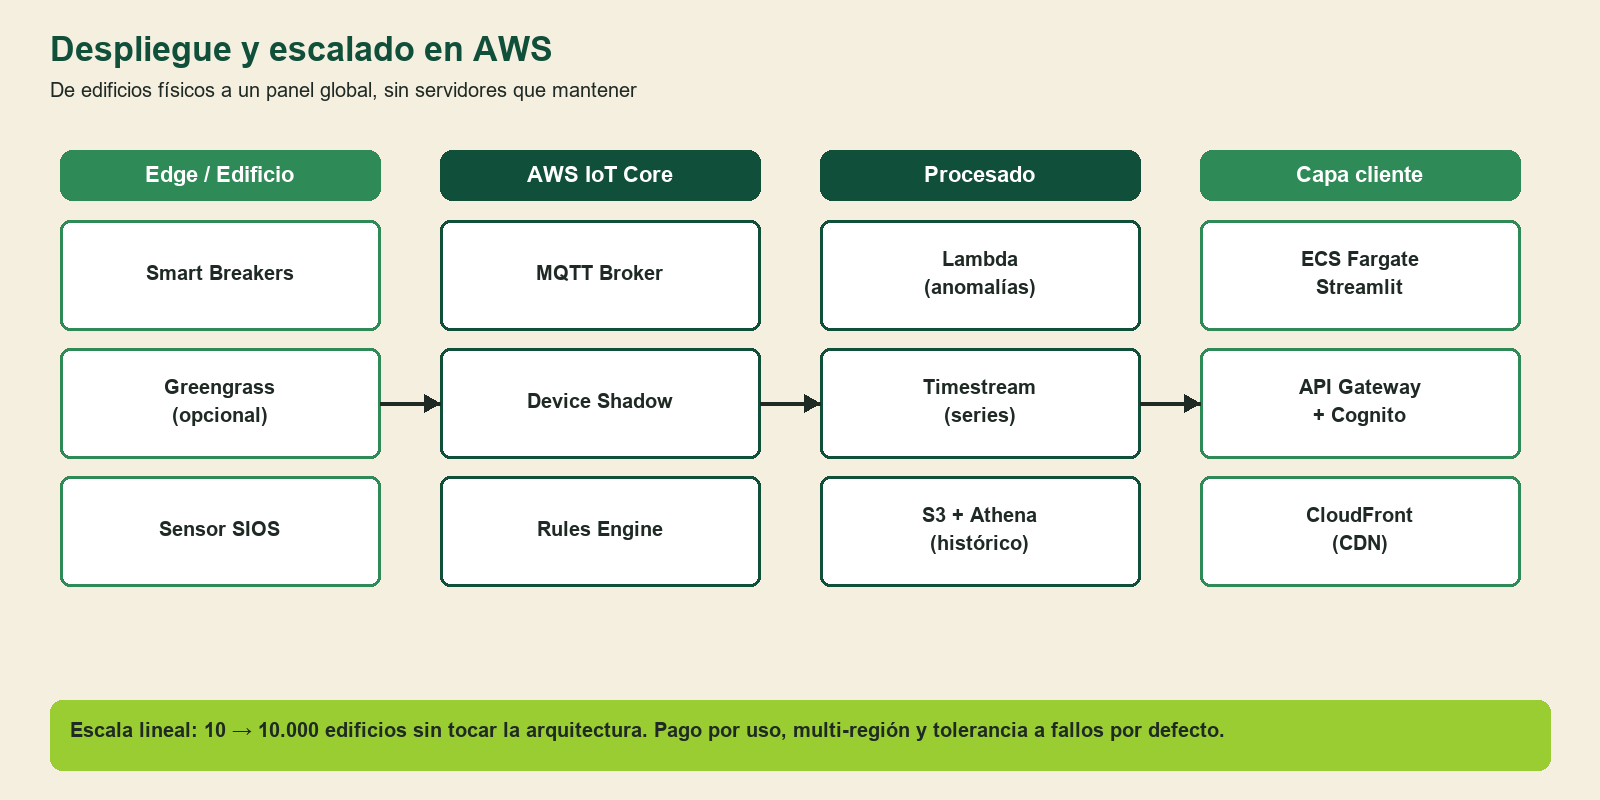 Despliegue y escalado en AWS
De edificios físicos a un panel global, sin servidores que mantener
Edge / Edificio
Smart Breakers
Greengrass
(opcional)
Sensor SIOS
AWS IoT Core
MQTT Broker
Device Shadow
Rules Engine
Procesado
Lambda
(anomalías)
Timestream
(series)
S3 + Athena
(histórico)
Capa cliente
ECS Fargate
Streamlit
API Gateway
+ Cognito
CloudFront
(CDN)
Escala lineal: 10 → 10.000 edificios sin tocar la arquitectura. Pago por uso, multi-región y tolerancia a fallos por defecto.